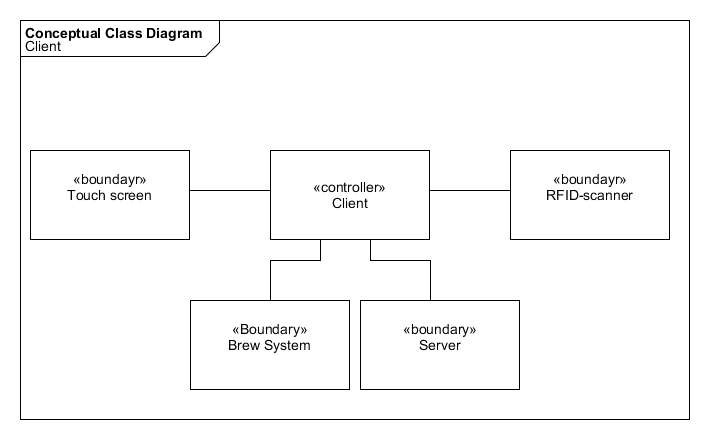 Conceptual Class Diagram
Client
«boundayr»
Touch screen
«controller»
Client
«boundayr»
RFID-scanner
«Boundary»
Brew System
«boundary»
Server